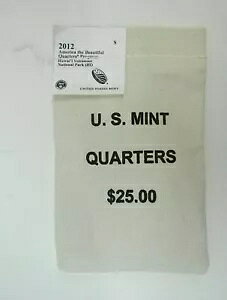 2012
S
America the Beautiful
Quarters® Program
Hawai'i Volcanoes
National Park (HI)
UNITED STATES MINT
U. S. MINT
QUARTERS
$25.00